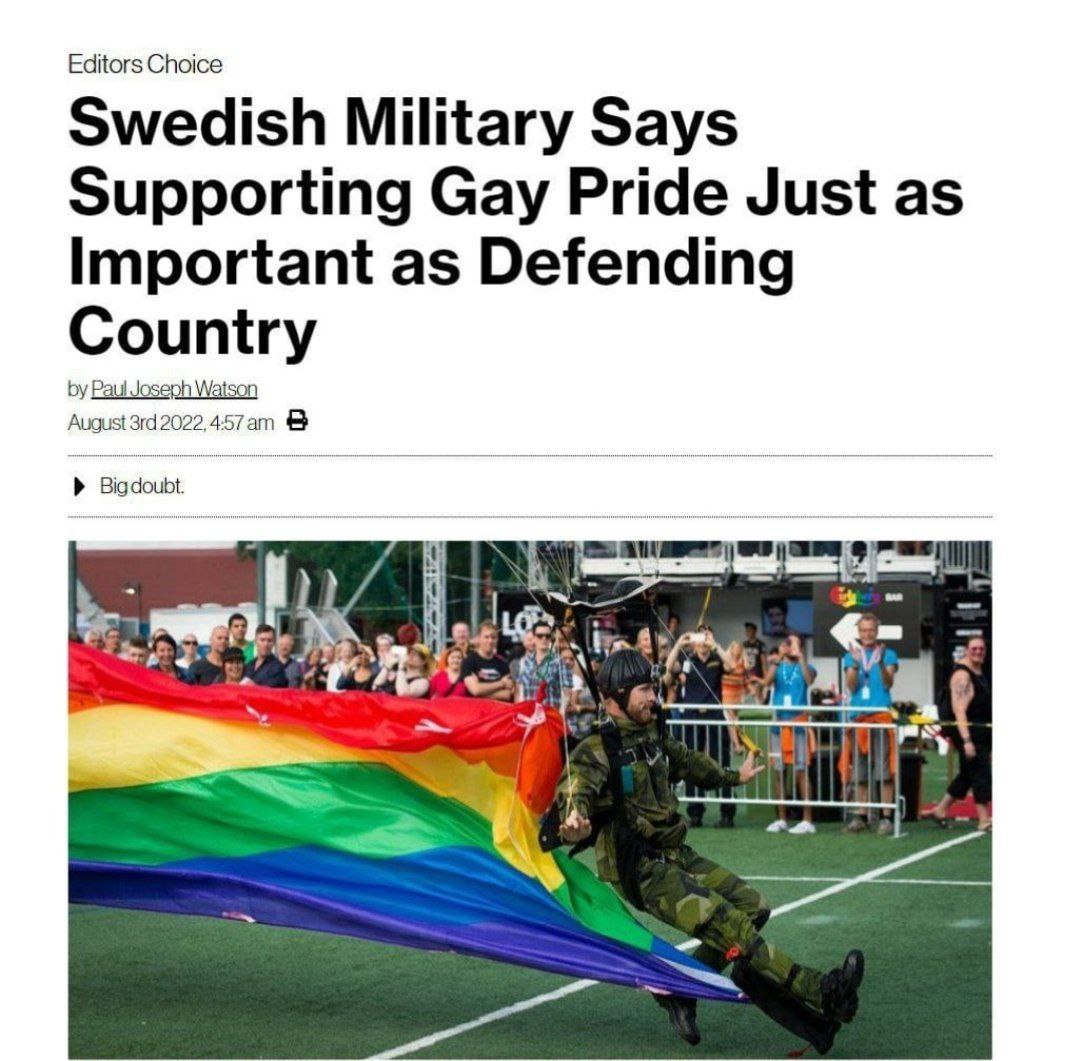 Editors Choice
Swedish Military Says
Supporting Gay Pride Just as
Important as Defending
Country
by Paul Joseph Watson
August 3rd 2022, 4:57 am
Big doubt.
BAR